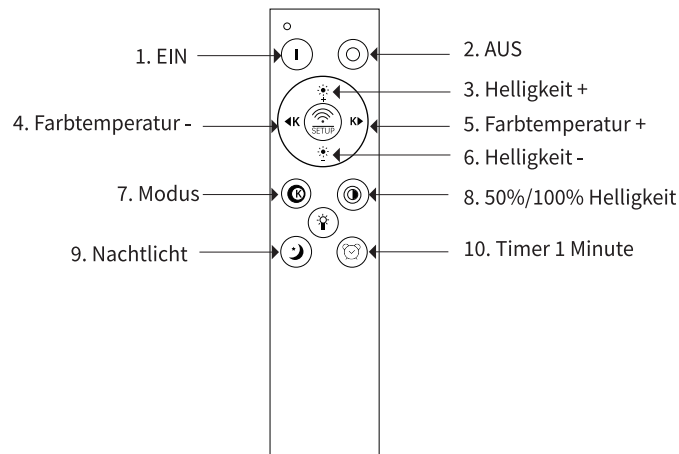 1. EIN
2. AUS
3. Helligkeit +
4. Farbtemperatur -
5. Farbtemperatur +
6. Helligkeit -
7. Modus
8. 50%/100% Helligkeit
9. Nachtlicht
10. Timer 1 Minute
I
+
K
SETUP
K
-
K